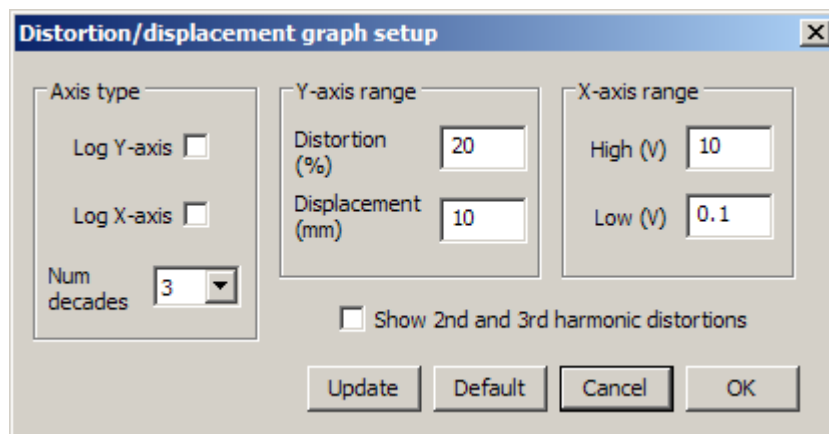 Distortion/displacement graph setup
Axis type
Log Y-axis
Log X-axis
Num
decades
3
Y-axis range
Distortion
(%)
20
Displacement
(mm)
10
X-axis range
High (V)
10
Low (V)
0.1
Show 2nd and 3rd harmonic distortions
Update
Default
Cancel
OK